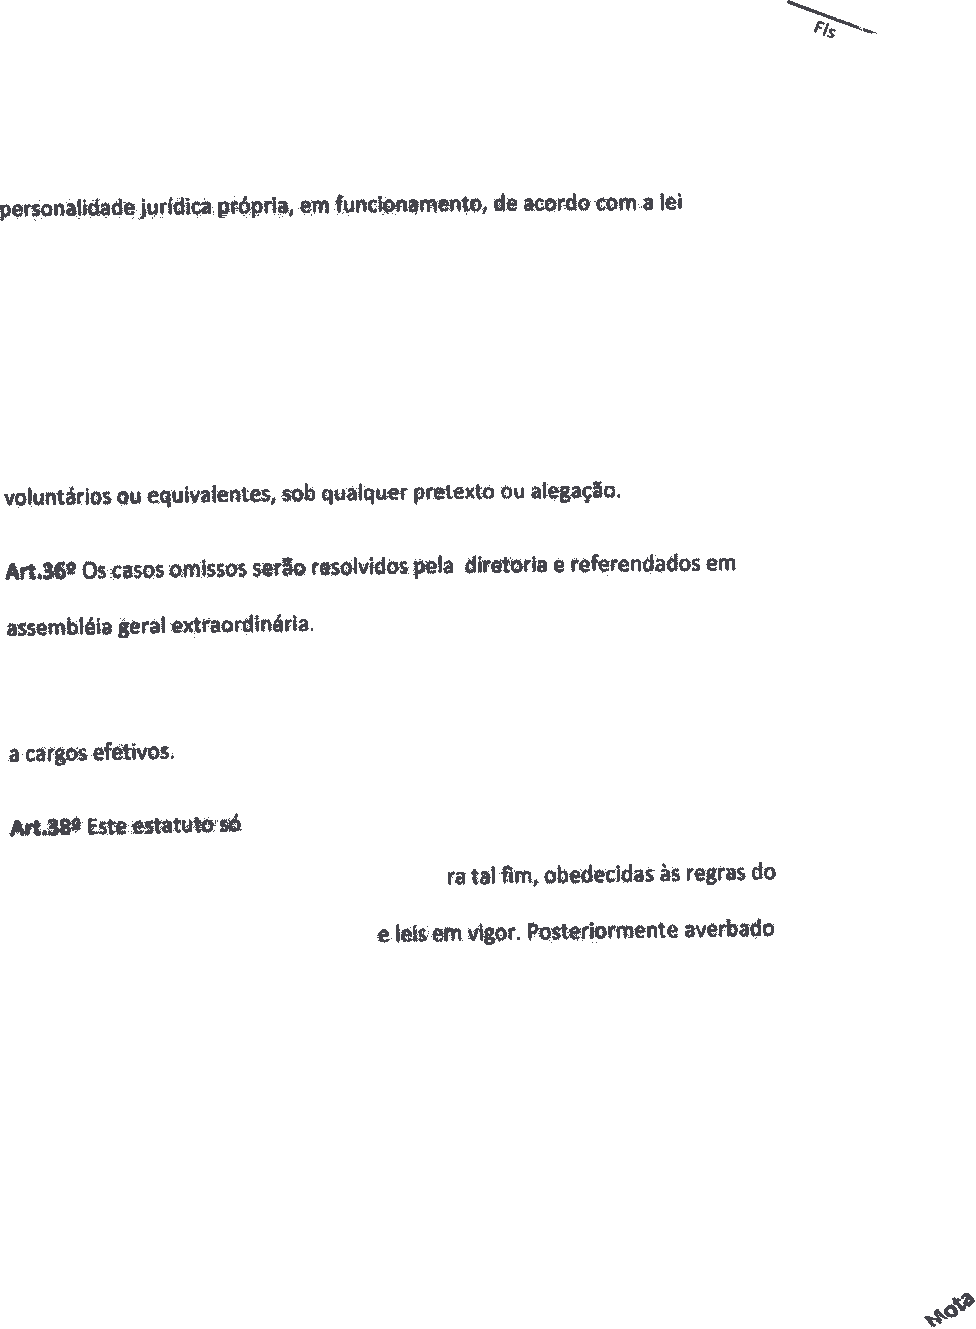 Fls
personalidade jurídica própria, em funcionamento, de acordo com a lei
voluntários ou equivalentes, sob qualquer pretexto ou alegação.
Art.36º Os casos omissos serão resolvidos pela diretoria e referendados em
assembléia geral extraordinária.
a cargos efetivos.
Art.38º Este estatuto só
ra tal fim, obedecidas às regras do
e leis em vigor. Posteriormente averbado
Mota